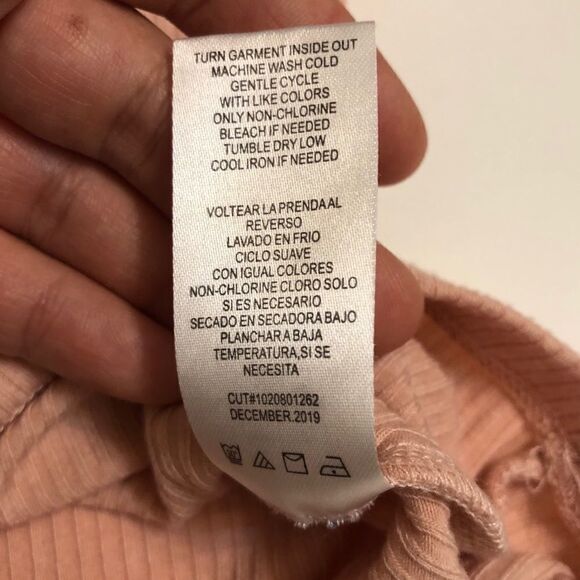 TURN GARMENT INSIDE OUT
MACHINE WASH COLD
GENTLE CYCLE
WITH LIKE COLORS
ONLY NON-CHLORINE
BLEACH IF NEEDED
TUMBLE DRY LOW
COOL IRON IF NEEDED
VOLTEAR LA PRENDA AL
REVERSO
LAVADO EN FRIO
CICLO SUAVE
CON IGUAL COLORES
NON-CHLORINE CLORO SOLO
SI ES NECESARIO
SECADO EN SECADORA BAJO
PLANCHAR A BAJA
TEMPERATURA, SI SE
NECESITA
CUT#1020801262
DECEMBER.2019